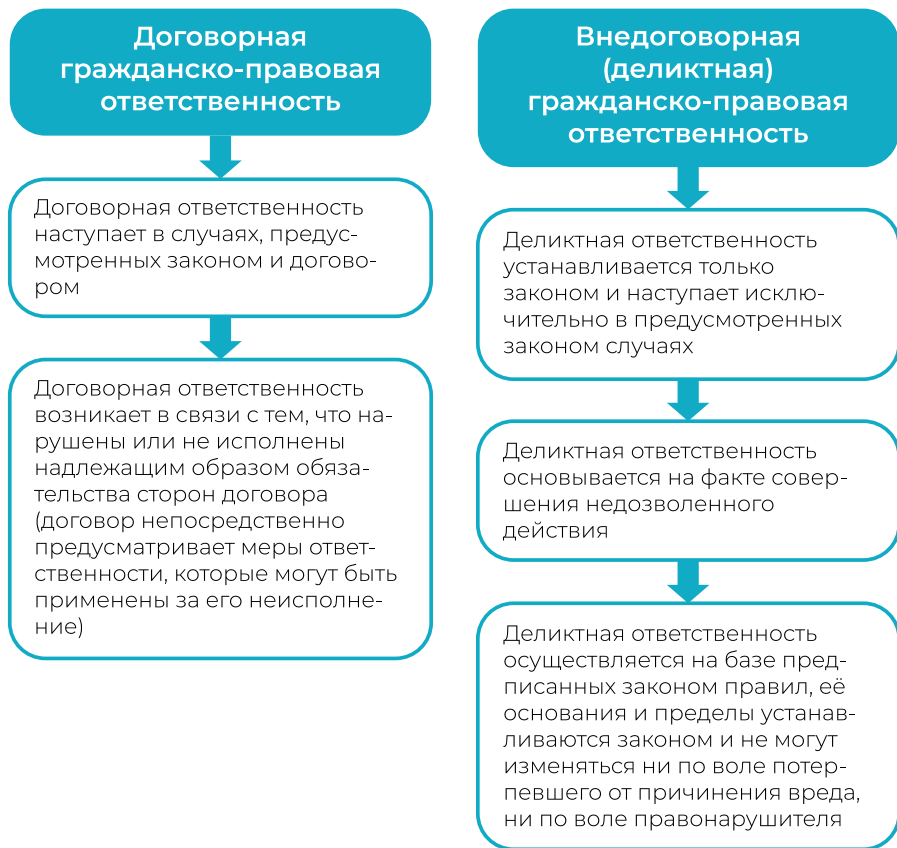 Договорная
гражданско-правовая
ответственность
Договорная ответственность
наступает в случаях, предус-
мотренных законом и догово-
ром
Договорная ответственность
возникает в связи с тем, что на-
рушены или не исполнены
надлежащим образом обяза-
тельства сторон договора
(договор непосредственно
предусматривает меры ответ-
ственности, которые могут быть
применены за его неисполне-
ние)
Внедоговорная
(деликтная)
гражданско-правовая
ответственность
Деликтная ответственность
устанавливается только
законом и наступает исклю-
чительно в предусмотренных
законом случаях
Деликтная ответственность
основывается на факте совер-
шения недозволенного
действия
Деликтная ответственность
осуществляется на базе пред-
писанных законом правил, её
основания и пределы устанав-
ливаются законом и не могут
изменяться ни по воле потер-
певшего от причинения вреда,
ни по воле правонарушителя